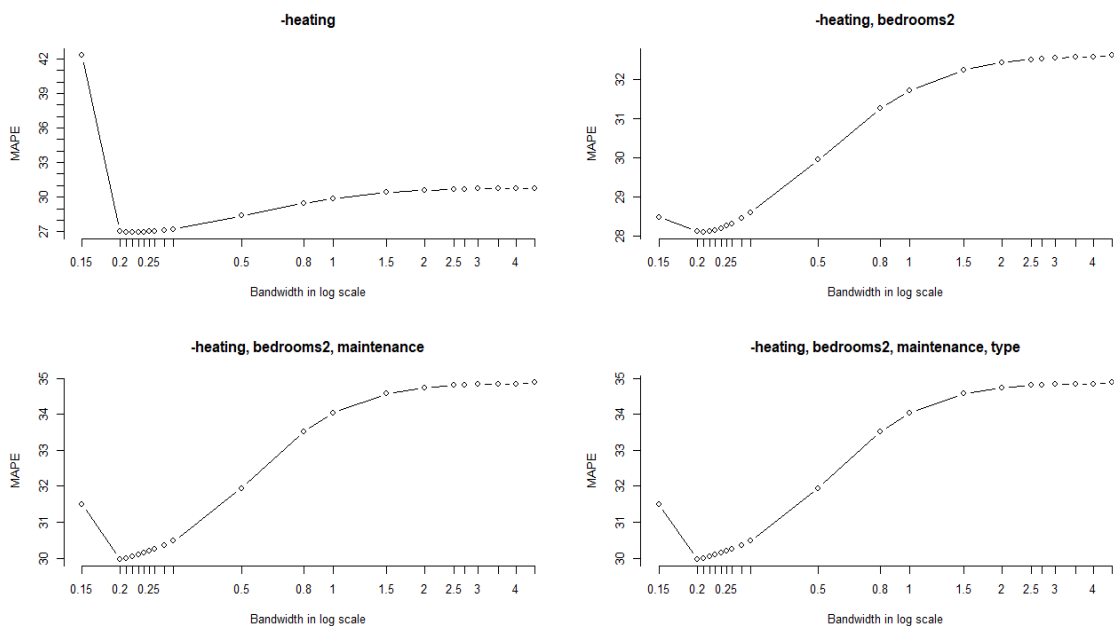 -heating
MAPE
42
39
36
33
30
27
0.15 0.2 0.25 0.5 0.8 1 1.5 2 2.5 3 4
Bandwidth in log scale
-heating, bedrooms2
MAPE
32
31
30
29
28
0.15 0.2 0.25 0.5 0.8 1 1.5 2 2.5 3 4
Bandwidth in log scale
-heating, bedrooms2, maintenance
MAPE
35
34
33
32
31
30
0.15 0.2 0.25 0.5 0.8 1 1.5 2 2.5 3 4
Bandwidth in log scale
-heating, bedrooms2, maintenance, type
MAPE
35
34
33
32
31
30
0.15 0.2 0.25 0.5 0.8 1 1.5 2 2.5 3 4
Bandwidth in log scale